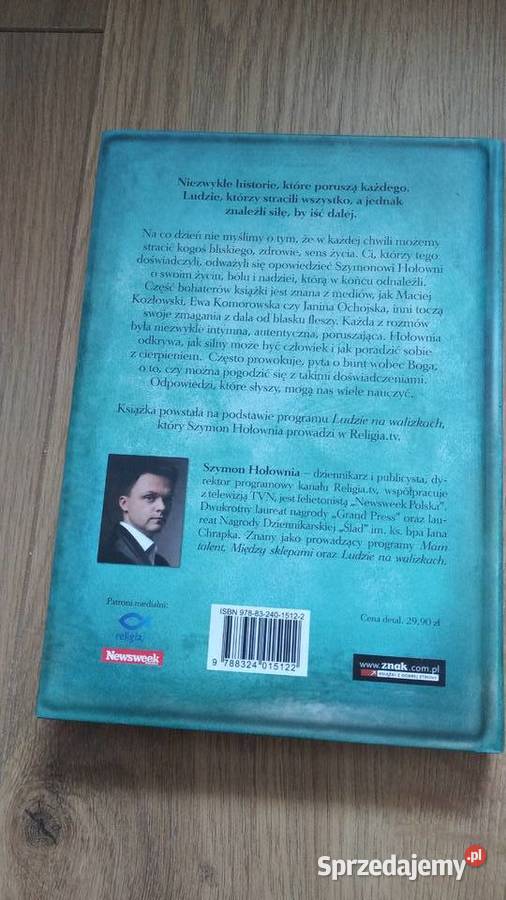 Niezwykłe historie, które poruszą każdego.
Ludzie, którzy stracili wszystko, a jednak
znaleźli siłę, by iść dalej.
Na co dzień nie myślimy o tym, że w każdej chwili możemy
stracić kogoś bliskiego, zdrowie, sens życia. Ci, którzy tego
doświadczyli, odważyli się opowiedzieć Szymonowi Hołowni
o swoim życiu, bólu i nadziei, którą w końcu odnaleźli.
Część bohaterów książki jest znana z mediów, jak Maciej
Kozłowski, Ewa Komorowska czy Janina Ochojska, inni toczą
swoje zmagania z dala od blasku fleszy. Każda z rozmów
była niezwykle intymna, autentyczna, poruszająca. Hołownia
odkrywa, jak silny może być człowiek i jak poradzić sobie
z cierpieniem. Często prowokuje, pyta o bunt wobec Boga,
o to, czy można pogodzić się z takimi doświadczeniami.
Odpowiedzi, które słyszy, mogą nas wiele nauczyć.
Książka powstała na podstawie programu Ludzie na walizkach,
który Szymon Hołownia prowadzi w Religia.tv.
Szymon Hołownia – dziennikarz i publicysta, dy-
rektor programowy kanału Religia.tv, współpracuje
z telewizją TVN, jest felietonistą „Newsweek Polska”.
Dwukrotny laureat nagrody „Grand Press” oraz lau-
reat Nagrody Dziennikarskiej „Ślad” im. ks. bpa Jana
Chrapka. Znany jako prowadzący programy Mam
talent, Między sklepami oraz Ludzie na walizkach.
Patroni medialni:
religia
Newsweek
ISBN 978-83-240-1512-2
9 788324 015122
Cena detal. 29,90 zł
www.znak.com.pl
KSIĄŻKI Z DOBREJ STRONY
Sprzedajemy.pl